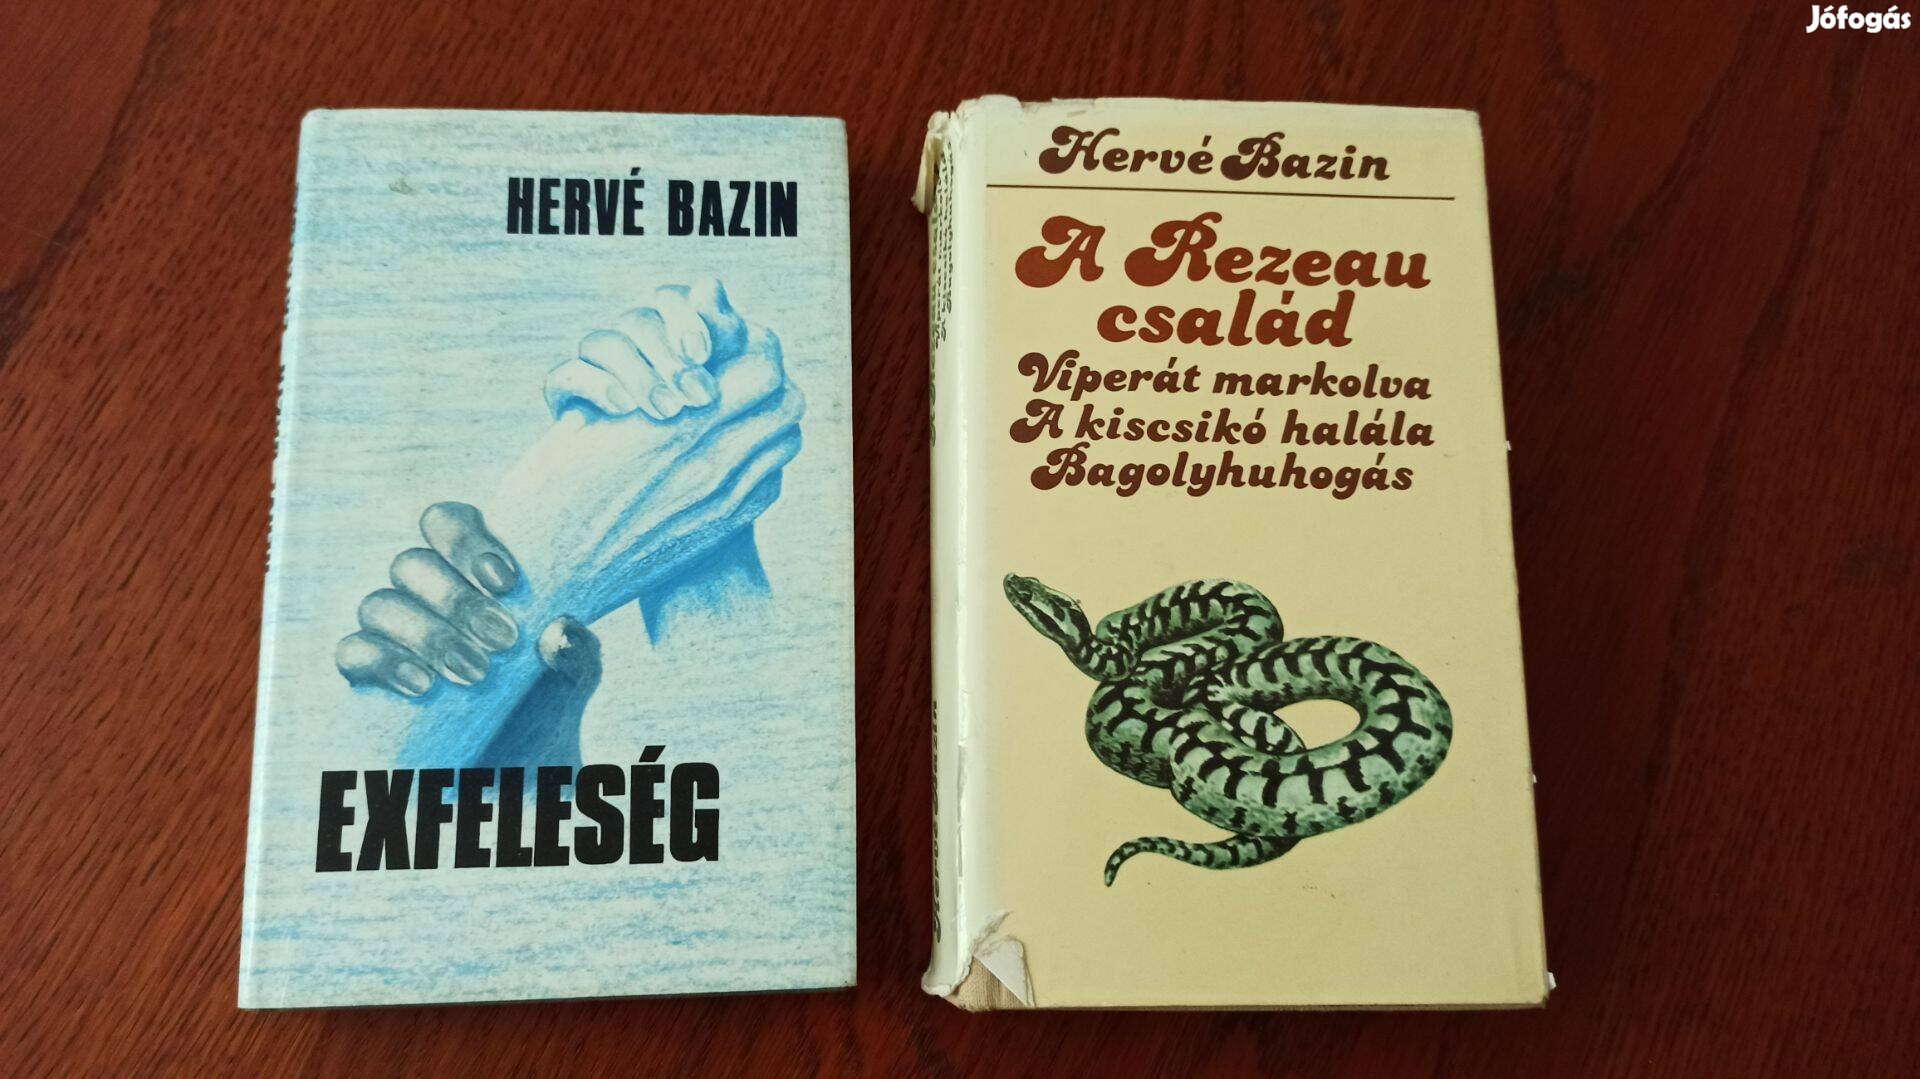 Jófogás
HERVÉ BAZIN
EXFELESÉG
Hervé Bazin
A Rezeau
család
Viperát markolva
A kiscsikó halála
Bagolyhuhogás